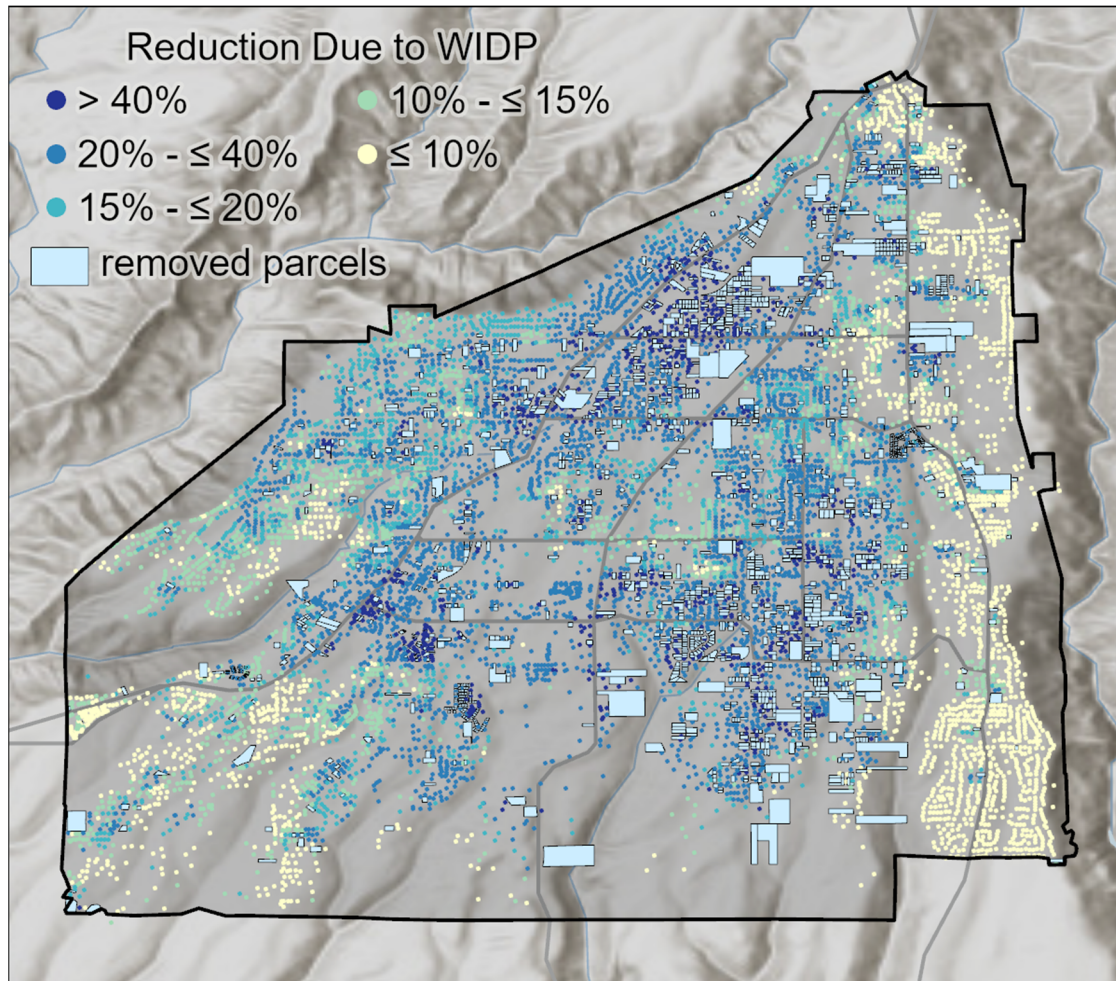 Reduction Due to WIDP
> 40%
10% - ≤ 15%
20% - ≤ 40%
≤ 10%
15% - ≤ 20%
removed parcels